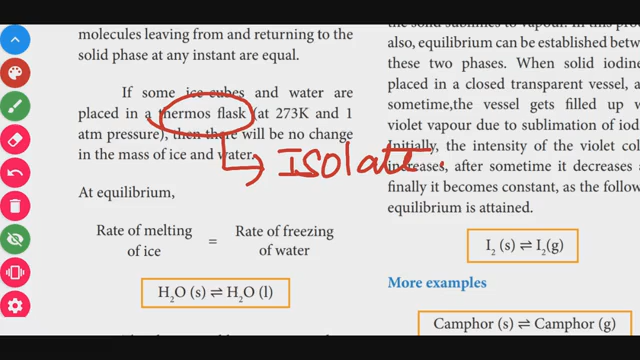 molecules leaving from and returning to
the solid phase at any instant are equal.
If some ice cubes and water are
placed in a thermos flask (at 273K and 1
atm pressure), then there will be no change
in the mass of ice and water.
Isolate.
At equilibrium,
Rate of melting of ice = Rate of freezing of water
H₂O (s) ⇌ H₂O (l)
the solid sublimes to vapour. In this
also, equilibrium can be established
these two phases. When solid iodine
placed in a closed transparent vessel,
sometime,the vessel gets filled up
violet vapour due to sublimation of
Initially, the intensity of the violet
increases, after sometime it decreases
finally it becomes constant, as the
equilibrium is attained.
I₂ (s) ⇌ I₂(g)
More examples
Camphor (s) ⇌ Camphor (g)